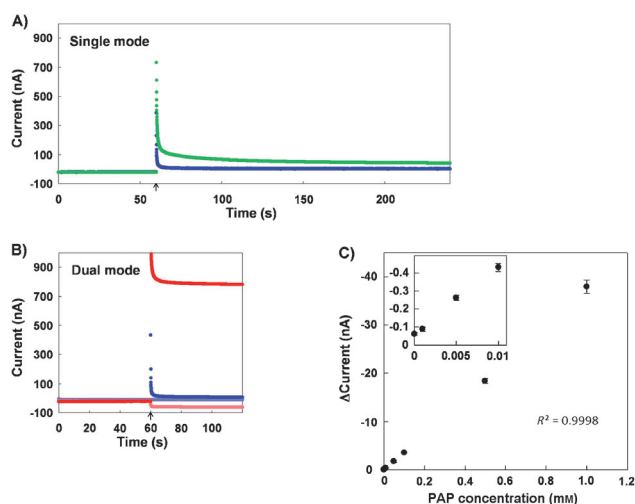 A)
Single mode
900
700
500
300
100
-100
Current (nA)
0 50 100 150 200
Time (s)
B)
Dual mode
900
700
500
300
100
-100
Current (nA)
0 20 40 60 80 100
Time (s)
C)
-40
-30
-20
-10
0
ΔCurrent (nA)
-0.4
-0.3
-0.2
-0.1
0
0 0.005 0.01
R² = 0.9998
0 0.2 0.4 0.6 0.8 1.0
PAP concentration (mM)